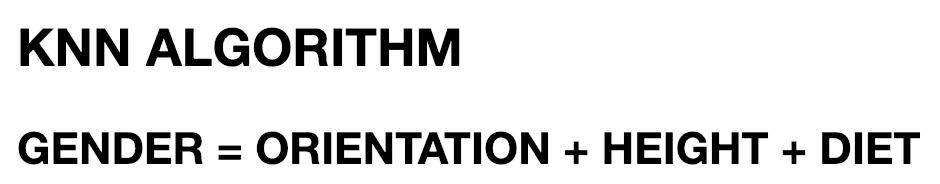 KNN ALGORITHM
GENDER = ORIENTATION + HEIGHT + DIET